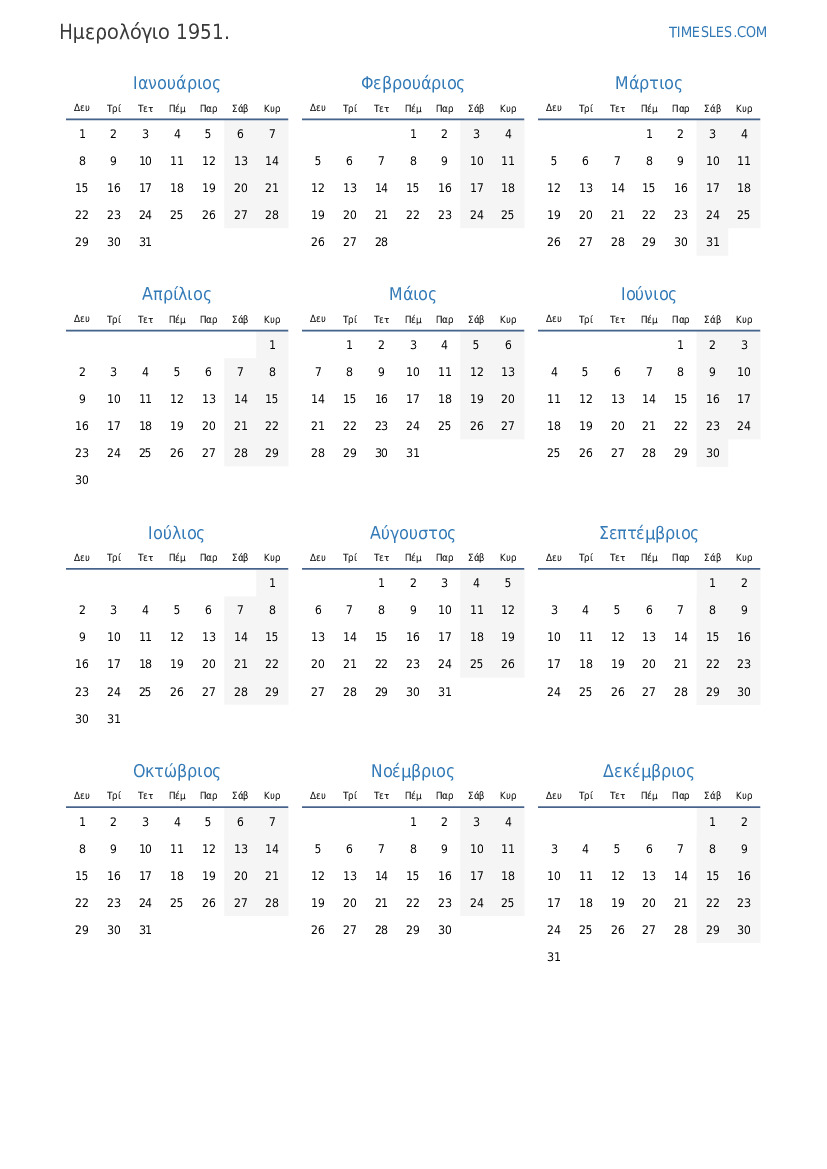 Ημερολόγιο 1951. TIMESLES.COM
Ιανουάριος Φεβρουάριος Μάρτιος
Δευ Τρί Τετ Πέμ Παρ Σάβ Κυρ Δευ Τρί Τετ Πέμ Παρ Σάβ Κυρ Δευ Τρί Τετ Πέμ Παρ Σάβ Κυρ
1 2 3 4 5 6 7 1 2 3 4 1 2 3 4
8 9 10 11 12 13 14 5 6 7 8 9 10 11 5 6 7 8 9 10 11
15 16 17 18 19 20 21 12 13 14 15 16 17 18 12 13 14 15 16 17 18
22 23 24 25 26 27 28 19 20 21 22 23 24 25 19 20 21 22 23 24 25
29 30 31 26 27 28 26 27 28 29 30 31
Απρίλιος Μάιος Ιούνιος
Δευ Τρί Τετ Πέμ Παρ Σάβ Κυρ Δευ Τρί Τετ Πέμ Παρ Σάβ Κυρ Δευ Τρί Τετ Πέμ Παρ Σάβ Κυρ
1 1 2 3 4 5 6 1 2 3
2 3 4 5 6 7 8 7 8 9 10 11 12 13 4 5 6 7 8 9 10
9 10 11 12 13 14 15 14 15 16 17 18 19 20 11 12 13 14 15 16 17
16 17 18 19 20 21 22 21 22 23 24 25 26 27 18 19 20 21 22 23 24
23 24 25 26 27 28 29 28 29 30 31 25 26 27 28 29 30
30
Ιούλιος Αύγουστος Σεπτέμβριος
Δευ Τρί Τετ Πέμ Παρ Σάβ Κυρ Δευ Τρί Τετ Πέμ Παρ Σάβ Κυρ Δευ Τρί Τετ Πέμ Παρ Σάβ Κυρ
1 1 2 3 4 5 1 2
2 3 4 5 6 7 8 6 7 8 9 10 11 12 3 4 5 6 7 8 9
9 10 11 12 13 14 15 13 14 15 16 17 18 19 10 11 12 13 14 15 16
16 17 18 19 20 21 22 20 21 22 23 24 25 26 17 18 19 20 21 22 23
23 24 25 26 27 28 29 27 28 29 30 31 24 25 26 27 28 29 30
30 31
Οκτώβριος Νοέμβριος Δεκέμβριος
Δευ Τρί Τετ Πέμ Παρ Σάβ Κυρ Δευ Τρί Τετ Πέμ Παρ Σάβ Κυρ Δευ Τρί Τετ Πέμ Παρ Σάβ Κυρ
1 2 3 4 5 6 7 1 2 3 4 1 2
8 9 10 11 12 13 14 5 6 7 8 9 10 11 3 4 5 6 7 8 9
15 16 17 18 19 20 21 12 13 14 15 16 17 18 10 11 12 13 14 15 16
22 23 24 25 26 27 28 19 20 21 22 23 24 25 17 18 19 20 21 22 23
29 30 31 26 27 28 29 30 24 25 26 27 28 29 30
31